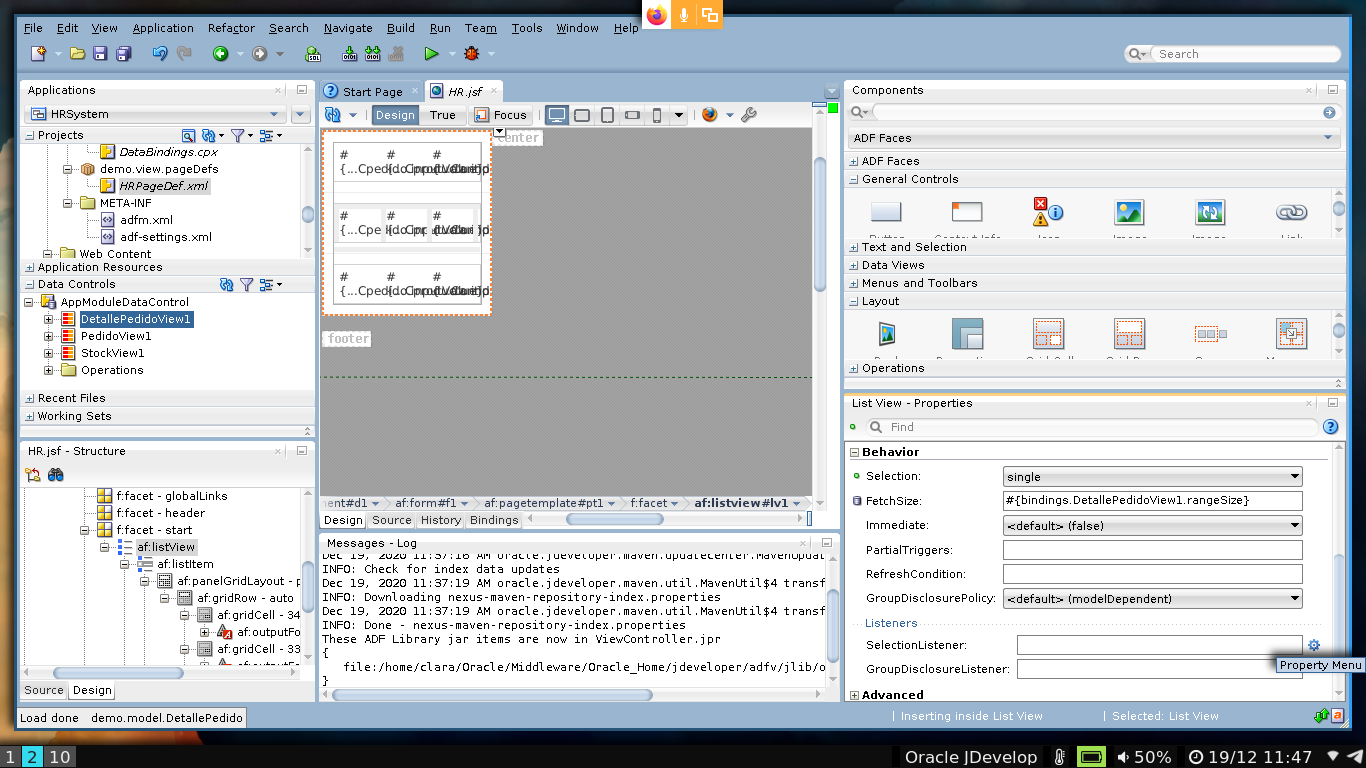 File Edit View Application Refactor Search Navigate Build Run Team Tools Window Help
Search
Applications
HRSystem
Projects
DataBindings.cpx
demo.view.pageDefs
HRPageDef.xml
META-INF
adfm.xml
adf-settings.xml
Web Content
Application Resources
Data Controls
AppModuleDataControl
DetallePedidoView1
PedidoView1
StockView1
Operations
Recent Files
Working Sets
HR.jsf - Structure
f:facet - globalLinks
f:facet - header
f:facet - start
af:listView
af:listItem
af:panelGridLayout - p
af:gridRow - auto
af:gridCell - 34
af:outputFo
af:gridCell - 33
Source Design
Start Page HR.jsf
Design True Focus
center
# # #
# # #
# # #
footer
ent#d1 af:form#f1 af:pagetemplate#pt1 f:facet af:listview#lv1
Design Source History Bindings
Messages - Log
Dec 19, 2020 11:37:16 AM oracle.jdeveloper.maven.updatecenter.MavenUpdat
INFO: Check for index data updates
Dec 19, 2020 11:37:19 AM oracle.jdeveloper.maven.util.MavenUtil$4 transf
INFO: Downloading nexus-maven-repository-index.properties
Dec 19, 2020 11:37:19 AM oracle.jdeveloper.maven.util.MavenUtil$4 transf
INFO: Done - nexus-maven-repository-index.properties
These ADF Library jar items are now in ViewController.jpr
{
file:/home/clara/Oracle/Middleware/Oracle_Home/jdeveloper/adfv/jlib/o
}
Components
ADF Faces
ADF Faces
General Controls
Text and Selection
Data Views
Menus and Toolbars
Layout
Operations
List View - Properties
Find
Behavior
Selection: single
FetchSize: #{bindings.DetallePedidoView1.rangeSize}
Immediate: <default> (false)
PartialTriggers:
RefreshCondition:
GroupDisclosurePolicy: <default> (modelDependent)
Listeners
SelectionListener:
Property Menu
GroupDisclosureListener:
Advanced
Load done demo.model.DetallePedido
Inserting inside List View
Selected: List View
1 2 10
Oracle JDevelop 50% 19/12 11:47